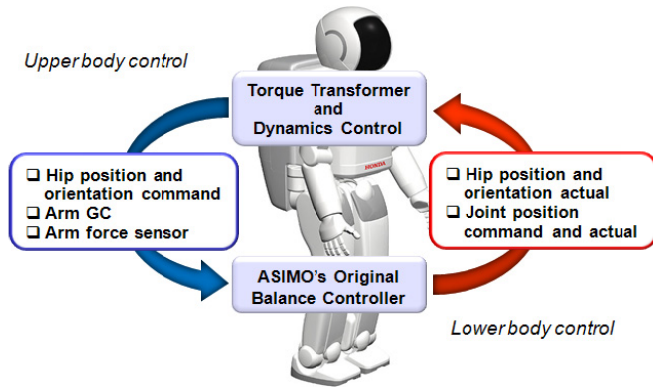 Upper body control
Torque Transformer
and
Dynamics Control
❑ Hip position and
orientation command
❑ Arm GC
❑ Arm force sensor
HONDA
❑ Hip position and
orientation actual
❑ Joint position
command and actual
ASIMO's Original
Balance Controller
Lower body control